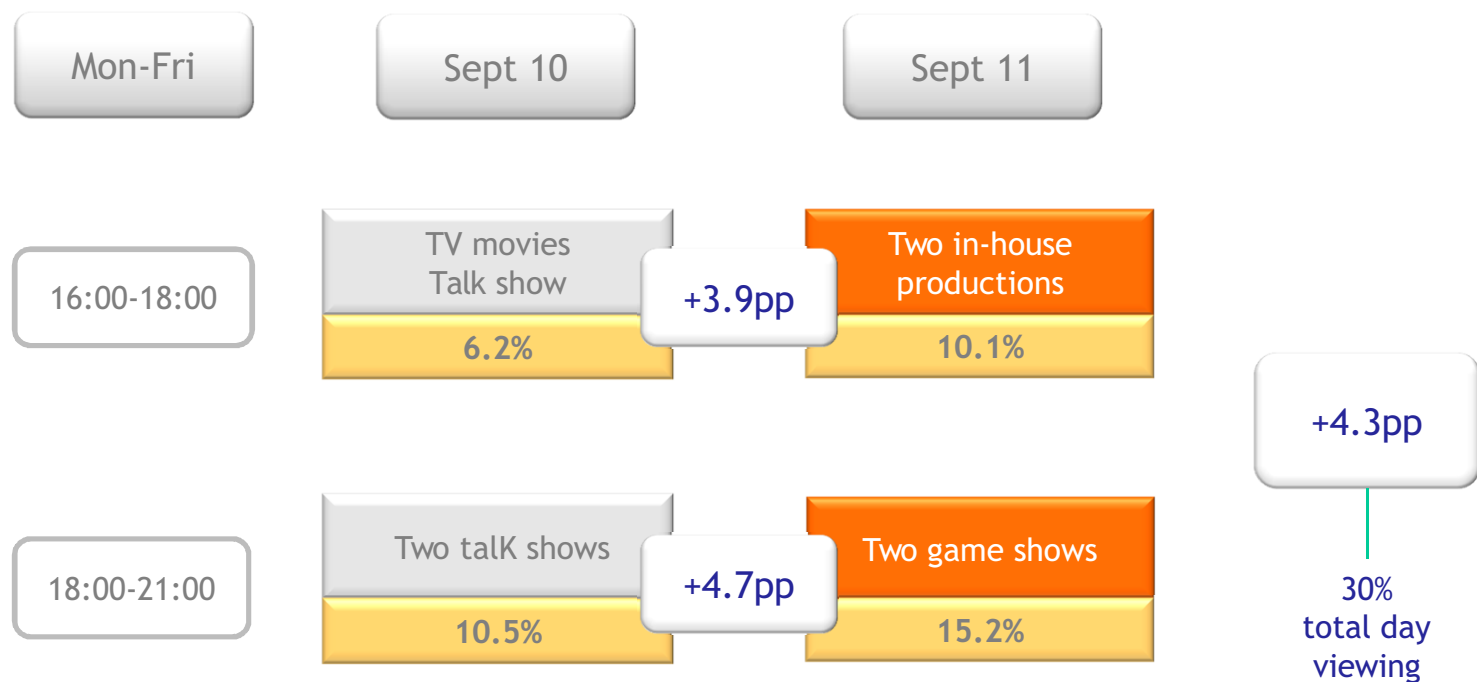 Mon-Fri
Sept 10
Sept 11
16:00-18:00
TV movies
Talk show
6.2%
+3.9pp
Two in-house
productions
10.1%
18:00-21:00
Two talK shows
10.5%
+4.7pp
Two game shows
15.2%
+4.3pp
30%
total day
viewing